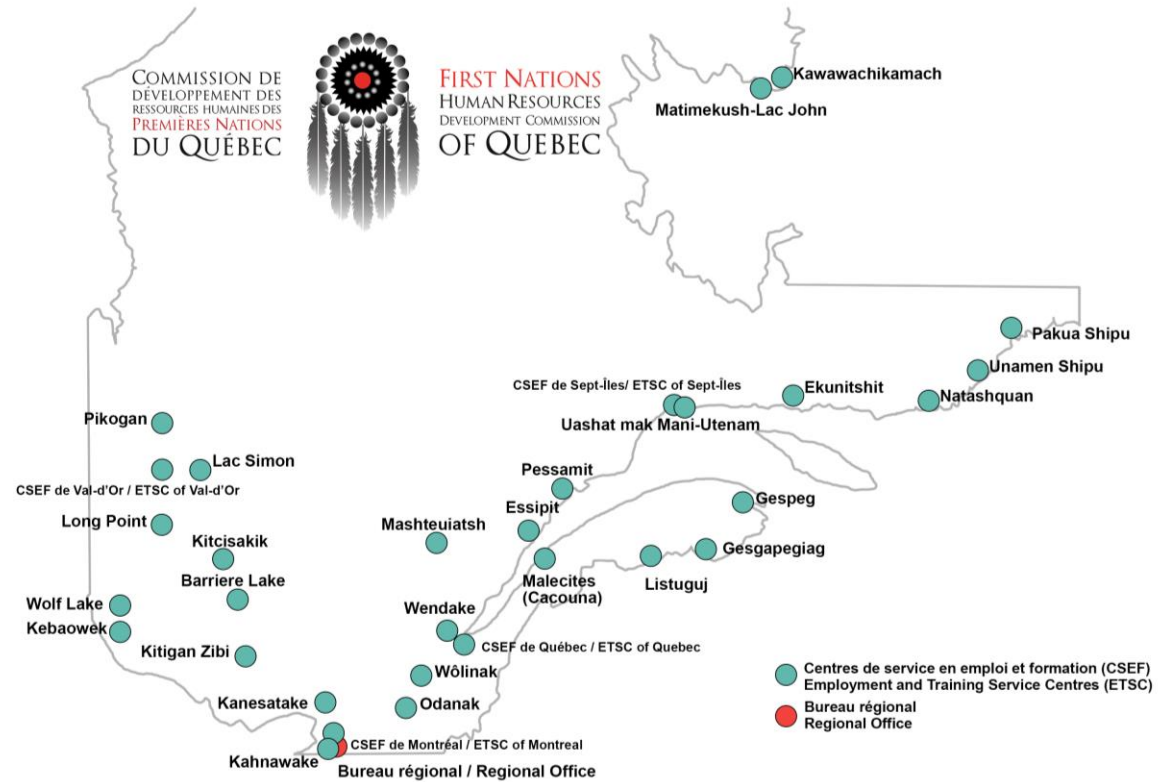 COMMISSION DE
DÉVELOPPEMENT DES
RESSOURCES HUMAINES DES
PREMIÈRES NATIONS
DU QUÉBEC
FIRST NATIONS
HUMAN RESOURCES
DEVELOPMENT COMMISSION
OF QUEBEC
Kawawachikamach
Matimekush-Lac John
Pakua Shipu
Unamen Shipu
CSEF de Sept-Îles/ ETSC of Sept-Îles
Ekunitshit
Natashquan
Uashat mak Mani-Utenam
Pikogan
Lac Simon
CSEF de Val-d'Or / ETSC of Val-d'Or
Pessamit
Gespeg
Long Point
Essipit
Mashteuiatsh
Kitcisakik
Gesgapegiag
Barriere Lake
Malecites
(Cacouna)
Listuguj
Wolf Lake
Wendake
Kebaowek
Kitigan Zibi
CSEF de Québec / ETSC of Quebec
Wôlinak
Centres de service en emploi et formation (CSEF)
Employment and Training Service Centres (ETSC)
Kanesatake
Odanak
Bureau régional
Regional Office
CSEF de Montréal / ETSC of Montreal
Kahnawake
Bureau régional / Regional Office